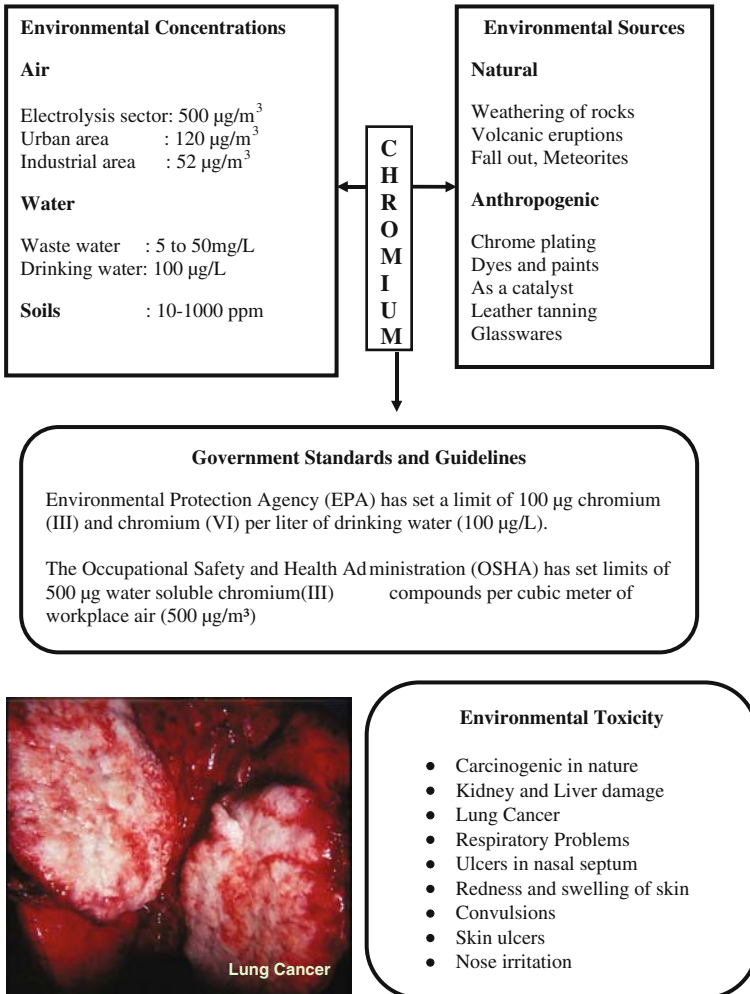 Environmental Concentrations
Air
Electrolysis sector: 500 µg/m³
Urban area : 120 µg/m³
Industrial area : 52 µg/m³
Water
Waste water : 5 to 50mg/L
Drinking water: 100 µg/L
Soils : 10-1000 ppm
CHROMIUM
Environmental Sources
Natural
Weathering of rocks
Volcanic eruptions
Fall out, Meteorites
Anthropogenic
Chrome plating
Dyes and paints
As a catalyst
Leather tanning
Glasswares
Government Standards and Guidelines
Environmental Protection Agency (EPA) has set a limit of 100 µg chromium
(III) and chromium (VI) per liter of drinking water (100 µg/L).
The Occupational Safety and Health Administration (OSHA) has set limits of
500 µg water soluble chromium(III) compounds per cubic meter of
workplace air (500 µg/m³)
Lung Cancer
Environmental Toxicity
● Carcinogenic in nature
● Kidney and Liver damage
● Lung Cancer
● Respiratory Problems
● Ulcers in nasal septum
● Redness and swelling of skin
● Convulsions
● Skin ulcers
● Nose irritation